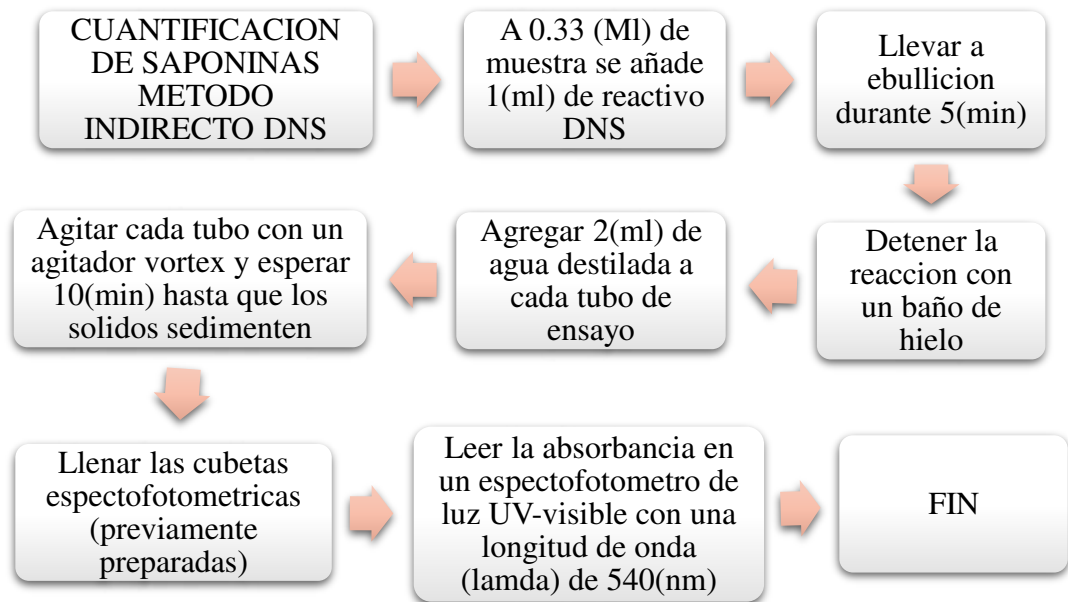 CUANTIFICACION
DE SAPONINAS
METODO
INDIRECTO DNS
A 0.33 (Ml) de
muestra se añade
1(ml) de reactivo
DNS
Llevar a
ebullicion
durante 5(min)
Detener la
reaccion con
un baño de
hielo
Agregar 2(ml) de
agua destilada a
cada tubo de
ensayo
Agitar cada tubo con un
agitador vortex y esperar
10(min) hasta que los
solidos sedimenten
Llenar las cubetas
espectofotometricas
(previamente
preparadas)
Leer la absorbancia en
un espectofotometro de
luz UV-visible con una
longitud de onda
(lamda) de 540(nm)
FIN